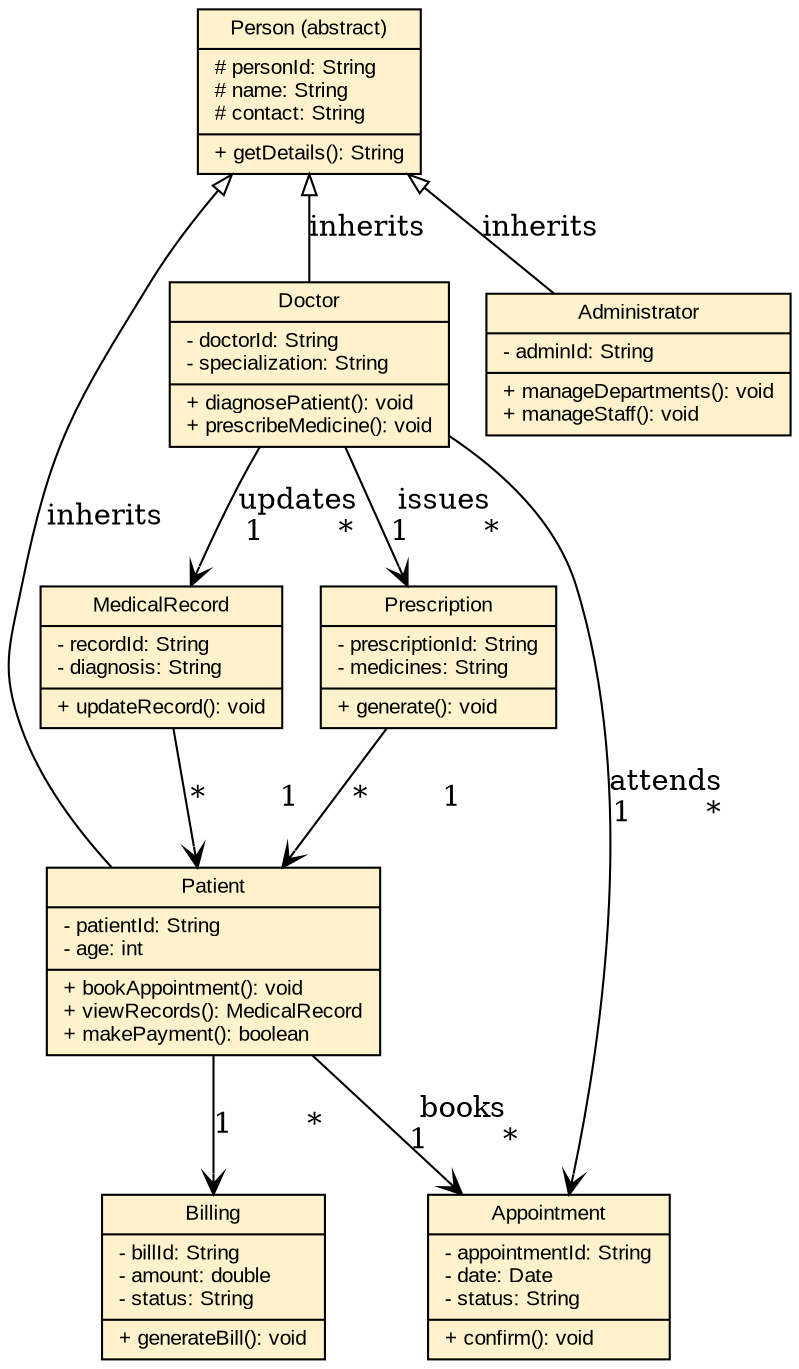 Person (abstract)
# personId: String
# name: String
# contact: String
+ getDetails(): String
inherits
inherits
Doctor
- doctorId: String
- specialization: String
+ diagnosePatient(): void
+ prescribeMedicine(): void
Administrator
- adminId: String
+ manageDepartments(): void
+ manageStaff(): void
inherits
updates
1 *
issues
1 *
MedicalRecord
- recordId: String
- diagnosis: String
+ updateRecord(): void
Prescription
- prescriptionId: String
- medicines: String
+ generate(): void
attends
1 *
* 1
* 1
Patient
- patientId: String
- age: int
+ bookAppointment(): void
+ viewRecords(): MedicalRecord
+ makePayment(): boolean
1 *
books
1 *
Billing
- billId: String
- amount: double
- status: String
+ generateBill(): void
Appointment
- appointmentId: String
- date: Date
- status: String
+ confirm(): void